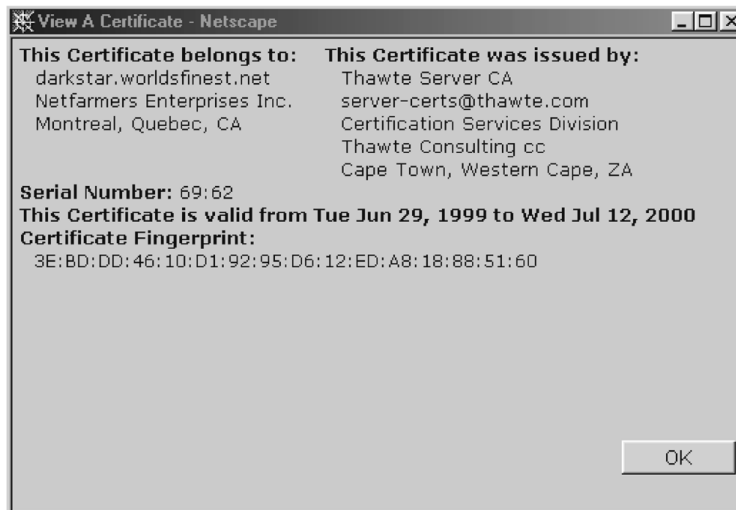 View A Certificate - Netscape
This Certificate belongs to:
darkstar.worldsfinest.net
Netfarmers Enterprises Inc.
Montreal, Quebec, CA
This Certificate was issued by:
Thawte Server CA
server-certs@thawte.com
Certification Services Division
Thawte Consulting cc
Cape Town, Western Cape, ZA
Serial Number: 69:62
This Certificate is valid from Tue Jun 29, 1999 to Wed Jul 12, 2000
Certificate Fingerprint:
3E:BD:DD:46:10:D1:92:95:D6:12:ED:A8:18:88:51:60
OK